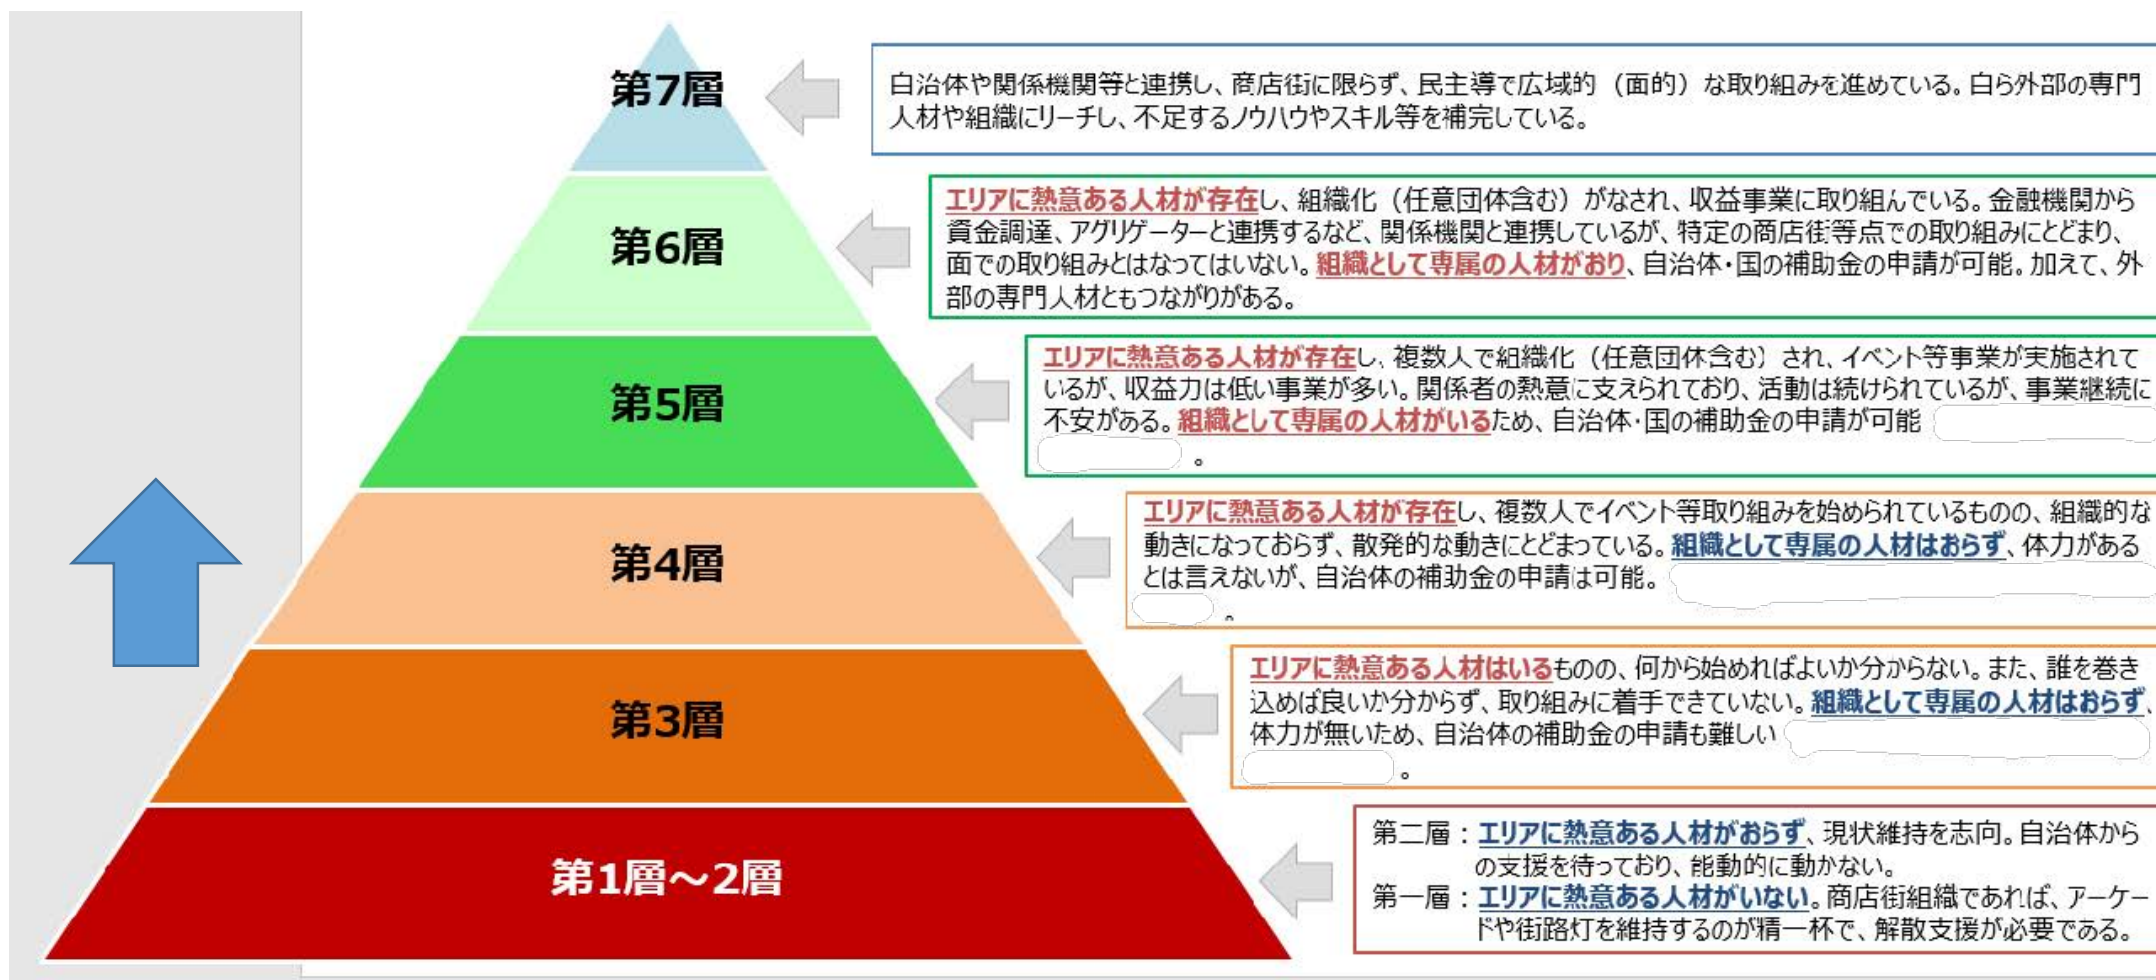 第7層
自治体や関係機関等と連携し、商店街に限らず、民主導で広域的（面的）な取り組みを進めている。自ら外部の専門
人材や組織にリーチし、不足するノウハウやスキル等を補完している。
第6層
エリアに熱意ある人材が存在し、組織化（任意団体含む）がなされ、収益事業に取り組んでいる。金融機関から
資金調達、アグリゲーターと連携するなど、関係機関と連携しているが、特定の商店街等点での取り組みにとどまり、
面での取り組みとはなってはいない。組織として専属の人材がおり、自治体・国の補助金の申請が可能。加えて、外
部の専門人材ともつながりがある。
第5層
エリアに熱意ある人材が存在し、複数人で組織化（任意団体含む）され、イベント等事業が実施されて
いるが、収益力は低い事業が多い。関係者の熱意に支えられており、活動は続けられているが、事業継続に
不安がある。組織として専属の人材がいるため、自治体・国の補助金の申請が可能
。
第4層
エリアに熱意ある人材が存在し、複数人でイベント等取り組みを始められているものの、組織的な
動きになっておらず、散発的な動きにとどまっている。組織として専属の人材はおらず、体力がある
とは言えないが、自治体の補助金の申請は可能。
。
第3層
エリアに熱意ある人材はいるものの、何から始めればよいか分からない。また、誰を巻き
込めば良いか分からず、取り組みに着手できていない。組織として専属の人材はおらず、
体力が無いため、自治体の補助金の申請も難しい
。
第1層～2層
第二層：エリアに熱意ある人材がおらず、現状維持を志向。自治体から
の支援を待っており、能動的に動かない。
第一層：エリアに熱意ある人材がいない。商店街組織であれば、アーケー
ドや街路灯を維持するのが精一杯で、解散支援が必要である。